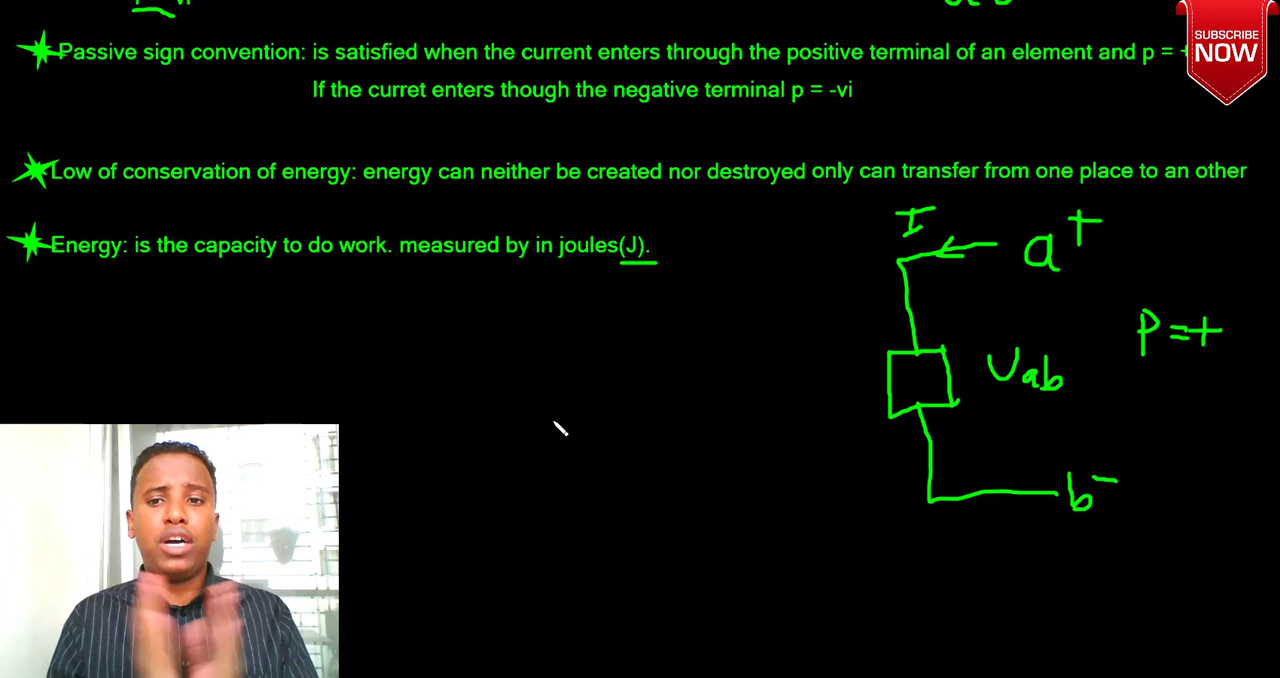 SUBSCRIBE
NOW
Passive sign convention: is satisfied when the current enters through the positive terminal of an element and p =
If the curret enters though the negative terminal p = -vi
Low of conservation of energy: energy can neither be created nor destroyed only can transfer from one place to an other
Energy: is the capacity to do work. measured by in joules(J).
I
a+
P=+
Vab
b-